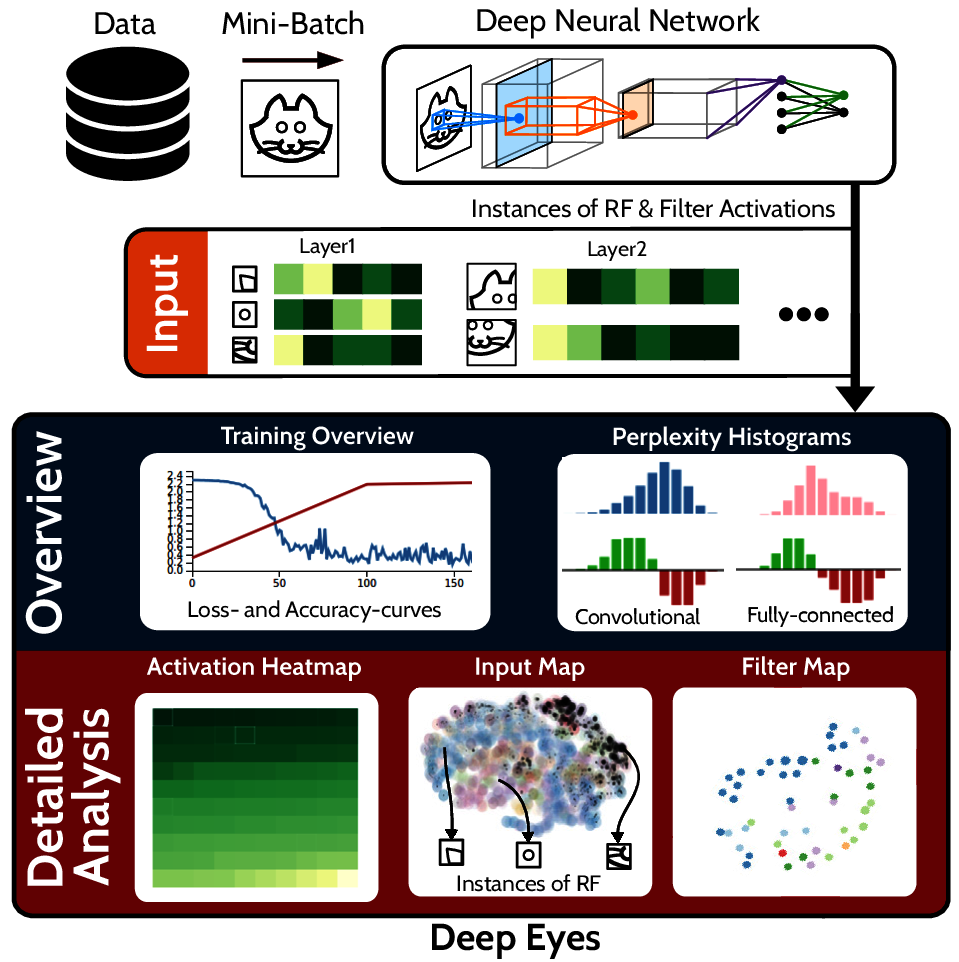 Data
Mini-Batch
Deep Neural Network
Instances of RF & Filter Activations
Input
Layer1
Layer2
Overview
Training Overview
2.4
2.2
2.0
1.8
1.6
1.4
1.2
1.0
0.8
0.6
0.4
0.2
0.0
0 50 100 150
Loss- and Accuracy-curves
Perplexity Histograms
Convolutional
Fully-connected
Detailed
Analysis
Activation Heatmap
Input Map
Instances of RF
Filter Map
Deep Eyes